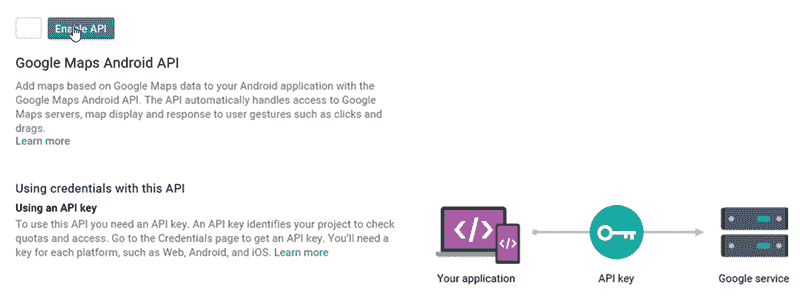 Enable API
Google Maps Android API
Add maps based on Google Maps data to your Android application with the
Google Maps Android API. The API automatically handles access to Google
Maps servers, map display and response to user gestures such as clicks and
drags.
Learn more
Using credentials with this API
Using an API key
To use this API you need an API key. An API key identifies your project to check
quotas and access. Go to the Credentials page to get an API key. You'll need a
key for each platform, such as Web, Android, and iOS. Learn more
</>
</>
Your application
API key
Google service